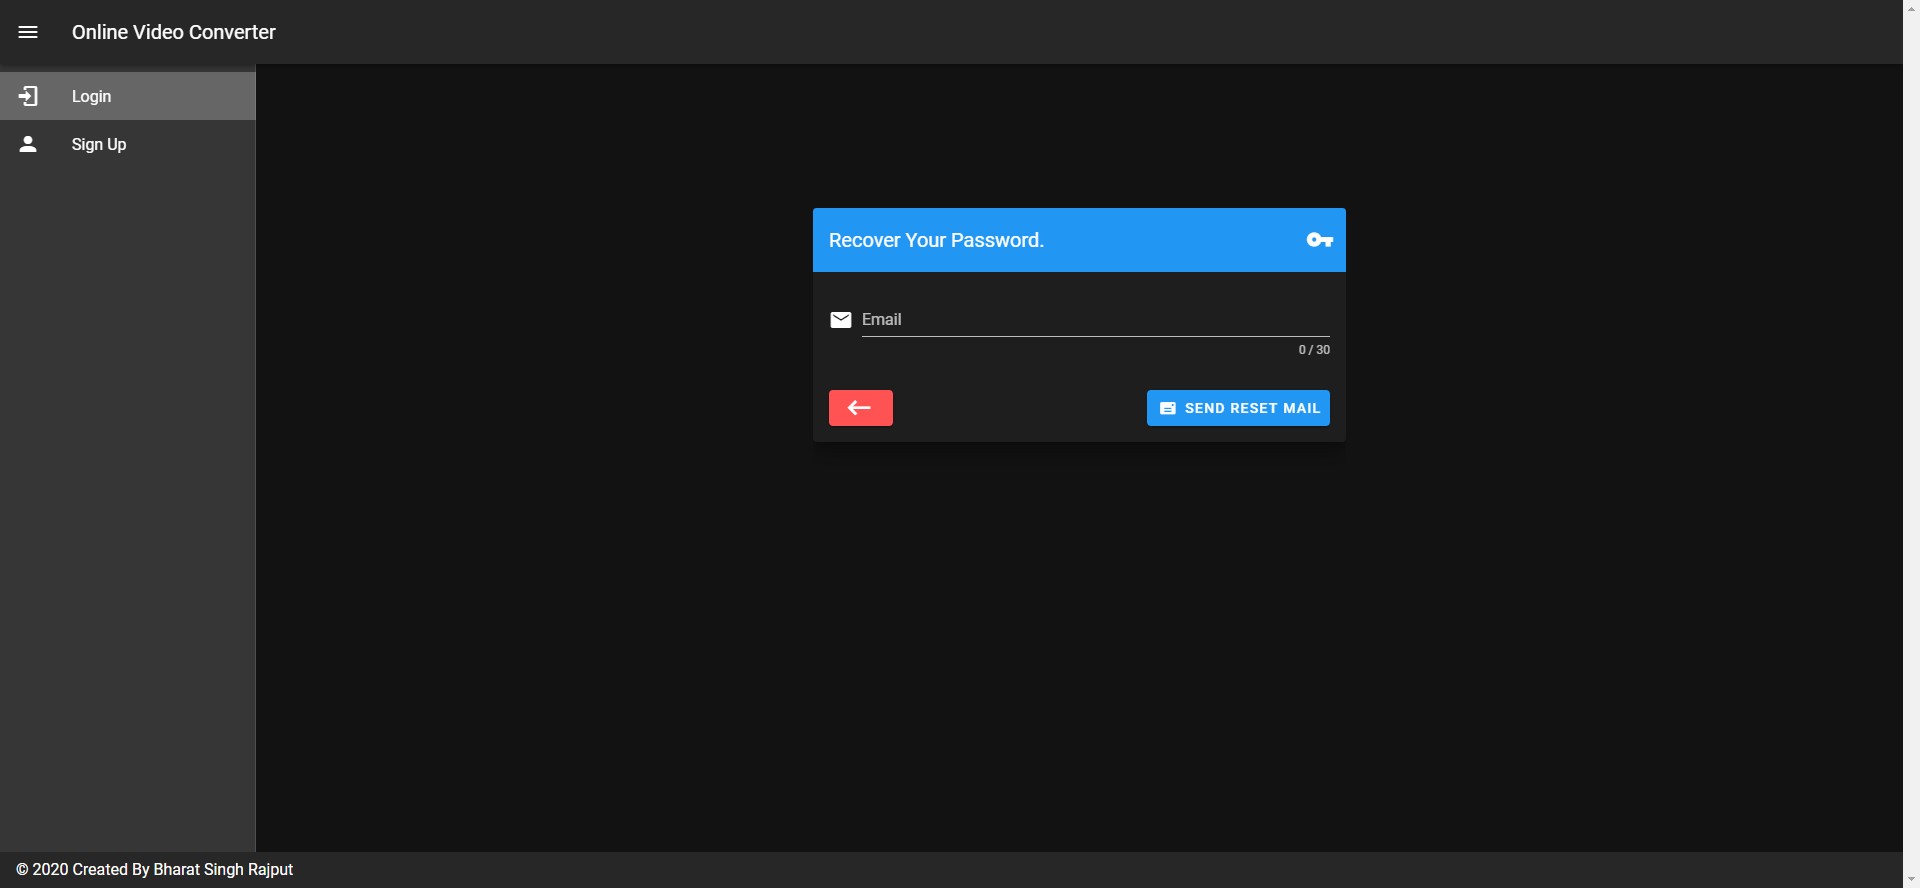 Online Video Converter
Login
Sign Up
Recover Your Password.
Email
0 / 30
SEND RESET MAIL
© 2020 Created By Bharat Singh Rajput